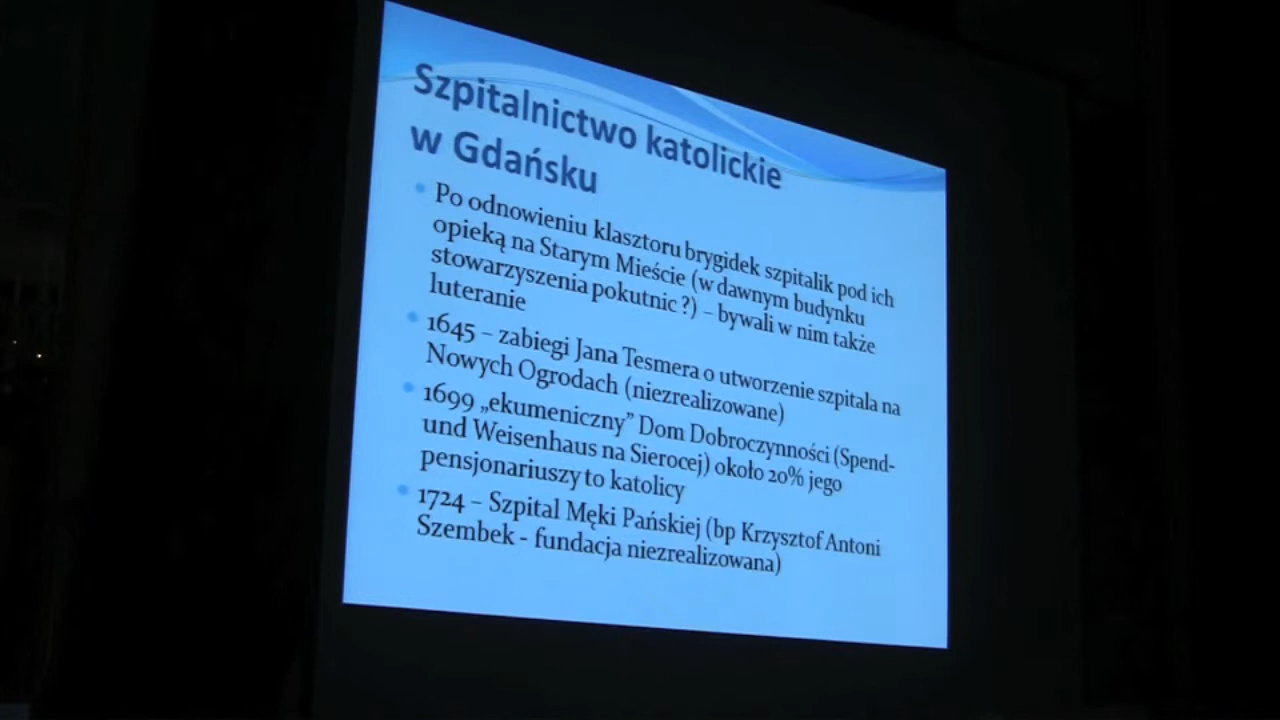 Szpitalnictwo katolickie
w Gdańsku
Po odnowieniu klasztoru brygidek szpitalik pod ich
opieką na Starym Mieście (w dawnym budynku
stowarzyszenia pokutnic ?) – bywali w nim także
luteranie
1645 – zabiegi Jana Tesmera o utworzenie szpitala na
Nowych Ogrodach (niezrealizowane)
1699 „ekumeniczny” Dom Dobroczynności (Spend-
und Weisenhaus na Sierocej) około 20% jego
pensjonariuszy to katolicy
1724 – Szpital Męki Pańskiej (bp Krzysztof Antoni
Szembek - fundacja niezrealizowana)